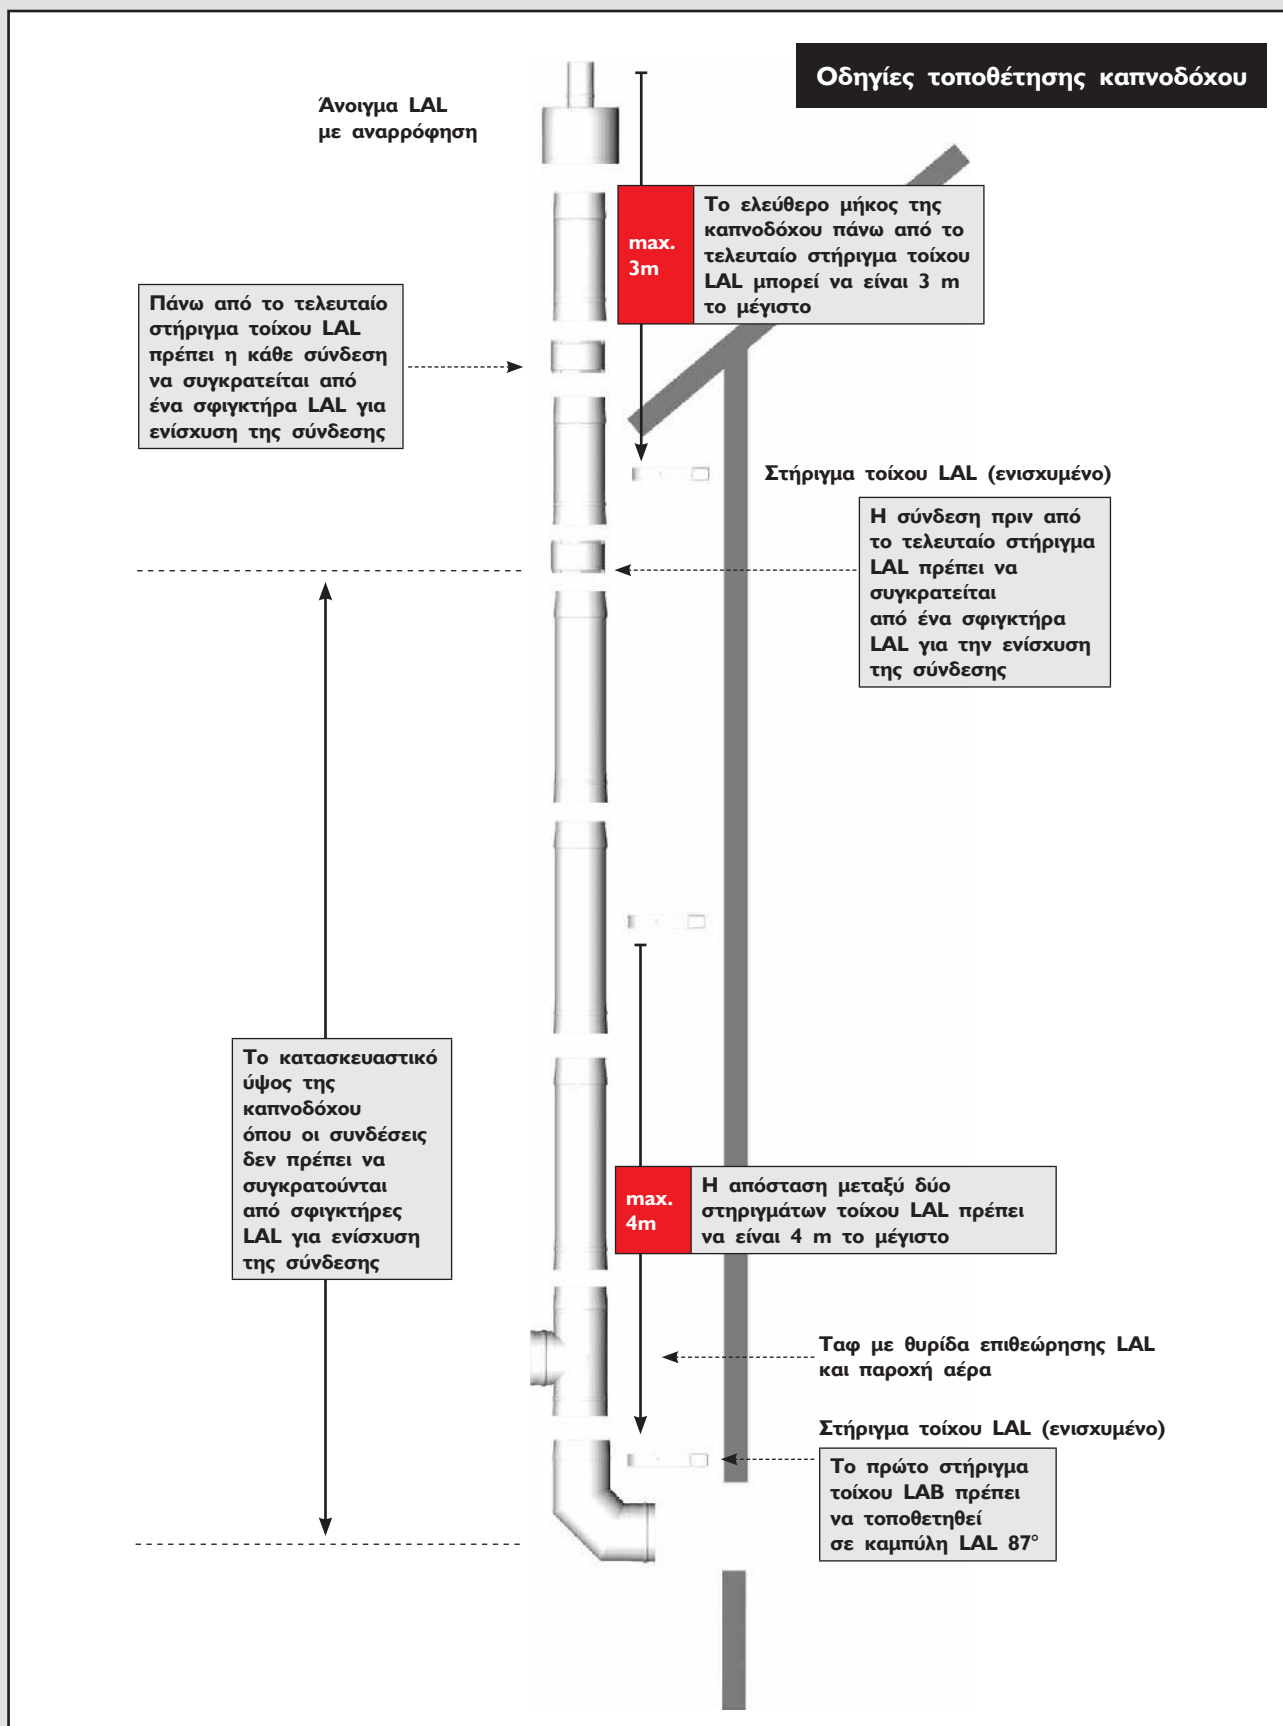 Οδηγίες τοποθέτησης καπνοδόχου
Άνοιγμα LAL
με αναρρόφηση
max.
3m
Το ελεύθερο μήκος της
καπνοδόχου πάνω από το
τελευταίο στήριγμα τοίχου
LAL μπορεί να είναι 3 m
το μέγιστο
Πάνω από το τελευταίο
στήριγμα τοίχου LAL
πρέπει η κάθε σύνδεση
να συγκρατείται από
ένα σφιγκτήρα LAL για
ενίσχυση της σύνδεσης
Στήριγμα τοίχου LAL (ενισχυμένο)
Η σύνδεση πριν από
το τελευταίο στήριγμα
LAL πρέπει να
συγκρατείται
από ένα σφιγκτήρα
LAL για την ενίσχυση
της σύνδεσης
Το κατασκευαστικό
ύψος της
καπνοδόχου
όπου οι συνδέσεις
δεν πρέπει να
συγκρατούνται
από σφιγκτήρες
LAL για ενίσχυση
της σύνδεσης
max.
4m
Η απόσταση μεταξύ δύο
στηριγμάτων τοίχου LAL πρέπει
να είναι 4 m το μέγιστο
Ταφ με θυρίδα επιθεώρησης LAL
και παροχή αέρα
Στήριγμα τοίχου LAL (ενισχυμένο)
Το πρώτο στήριγμα
τοίχου LAB πρέπει
να τοποθετηθεί
σε καμπύλη LAL 87°